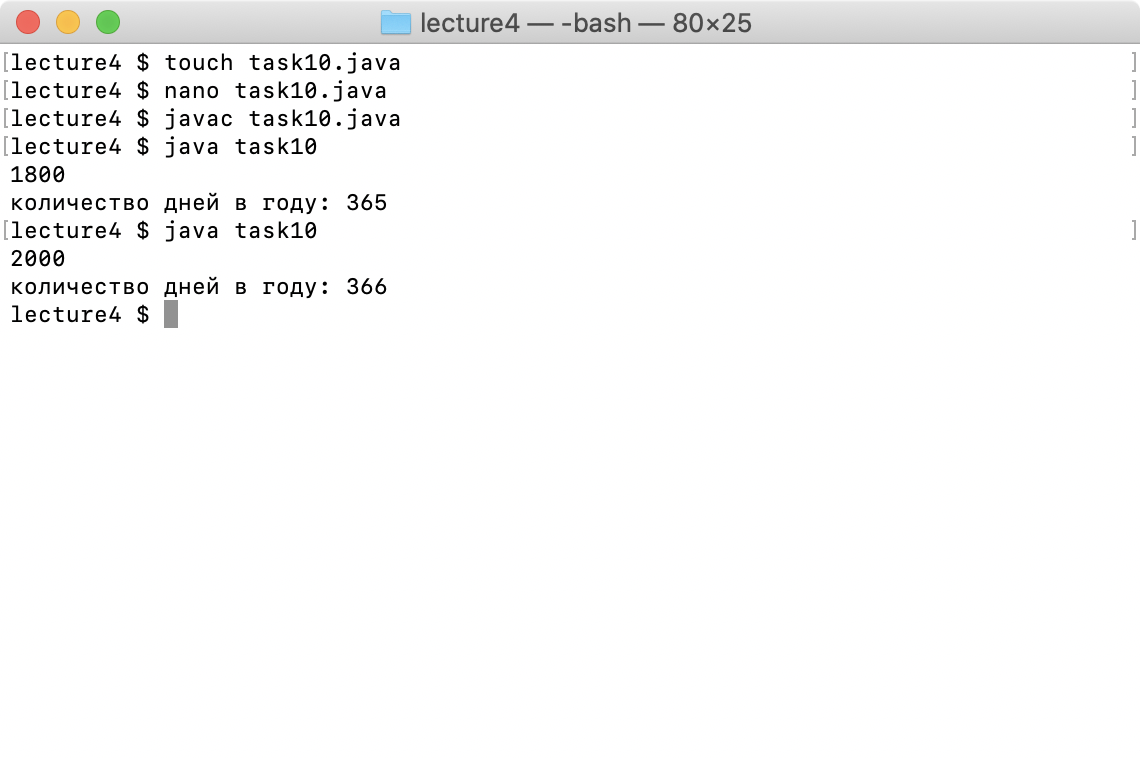 lecture4 — -bash — 80×25
[lecture4 $ touch task10.java ]
[lecture4 $ nano task10.java ]
[lecture4 $ javac task10.java ]
[lecture4 $ java task10 ]
1800
количество дней в году: 365
[lecture4 $ java task10 ]
2000
количество дней в году: 366
lecture4 $